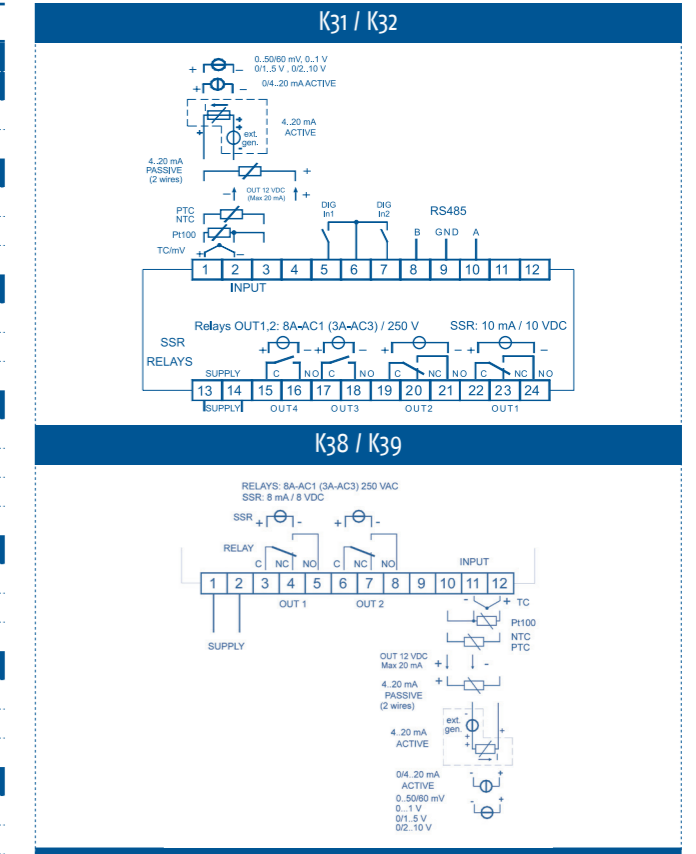 K31 / K32
0..50/60 mV, 0..1 V
0/1..5 V , 0/2..10 V
+ –
0/4..20 mA ACTIVE
+ –
4..20 mA
ACTIVE
ext.
gen.
+ + + -
4..20 mA
PASSIVE
(2 wires)
+
OUT 12 VDC
(Max 20 mA)
– +
PTC
NTC
Pt100
TC/mV
+ –
DIG
In1
DIG
In2
RS485
B GND A
1 2 3 4 5 6 7 8 9 10 11 12
INPUT
Relays OUT1,2: 8A-AC1 (3A-AC3) / 250 V SSR: 10 mA / 10 VDC
SSR
+ – + – + – + –
RELAYS
SUPPLY C NO C NO C NC NO C NC NO
13 14 15 16 17 18 19 20 21 22 23 24
SUPPLY OUT4 OUT3 OUT2 OUT1
K38 / K39
RELAYS: 8A-AC1 (3A-AC3) 250 VAC
SSR: 8 mA / 8 VDC
SSR + - + -
RELAY
C NC NO C NC NO
INPUT
1 2 3 4 5 6 7 8 9 10 11 12
OUT 1 OUT 2
SUPPLY
- + TC
Pt100
NTC
PTC
OUT 12 VDC
Max 20 mA
+ -
4..20 mA
PASSIVE
(2 wires)
+
ext.
gen.
- + + +
4..20 mA
ACTIVE
0/4..20 mA
ACTIVE
- +
0..50/60 mV
0...1 V
0/1..5 V
0/2..10 V
- +